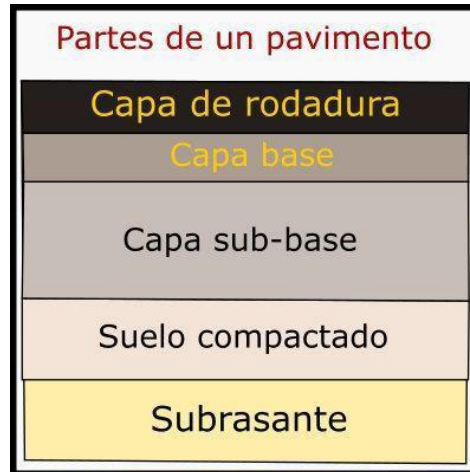 Partes de un pavimento
Capa de rodadura
Capa base
Capa sub-base
Suelo compactado
Subrasante